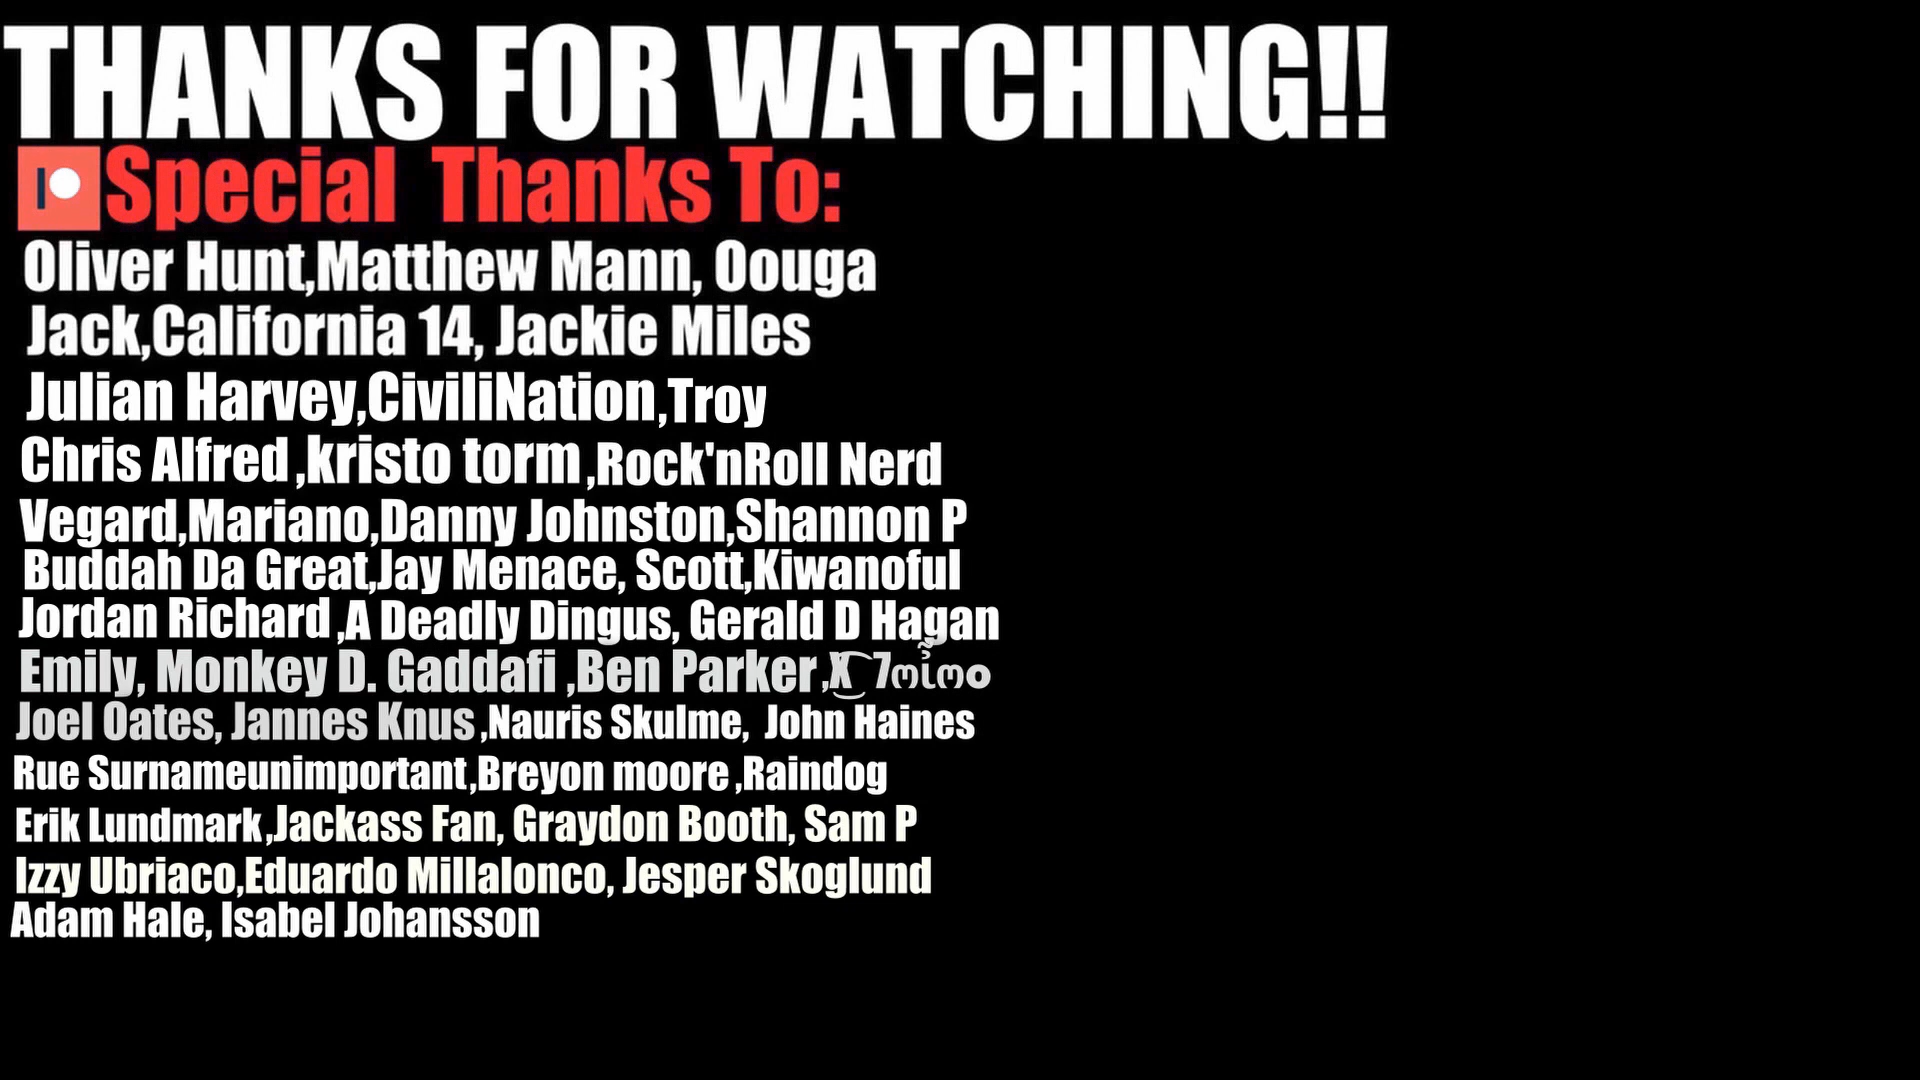 THANKS FOR WATCHING!!
Special Thanks To:
Oliver Hunt,Matthew Mann, Oouga
Jack,California 14, Jackie Miles
Julian Harvey,CiviliNation,Troy
Chris Alfred ,kristo torm ,Rock'nRoll Nerd
Vegard,Mariano,Danny Johnston,Shannon P
Buddah Da Great,Jay Menace, Scott,Kiwanoful
Jordan Richard ,A Deadly Dingus, Gerald D Hagan
Emily, Monkey D. Gaddafi ,Ben Parker
Joel Oates, Jannes Knus ,Nauris Skulme, John Haines
Rue Surnameunimportant,Breyon moore ,Raindog
Erik Lundmark,Jackass Fan, Graydon Booth, Sam P
Izzy Ubriaco,Eduardo Millalonco, Jesper Skoglund
Adam Hale, Isabel Johansson